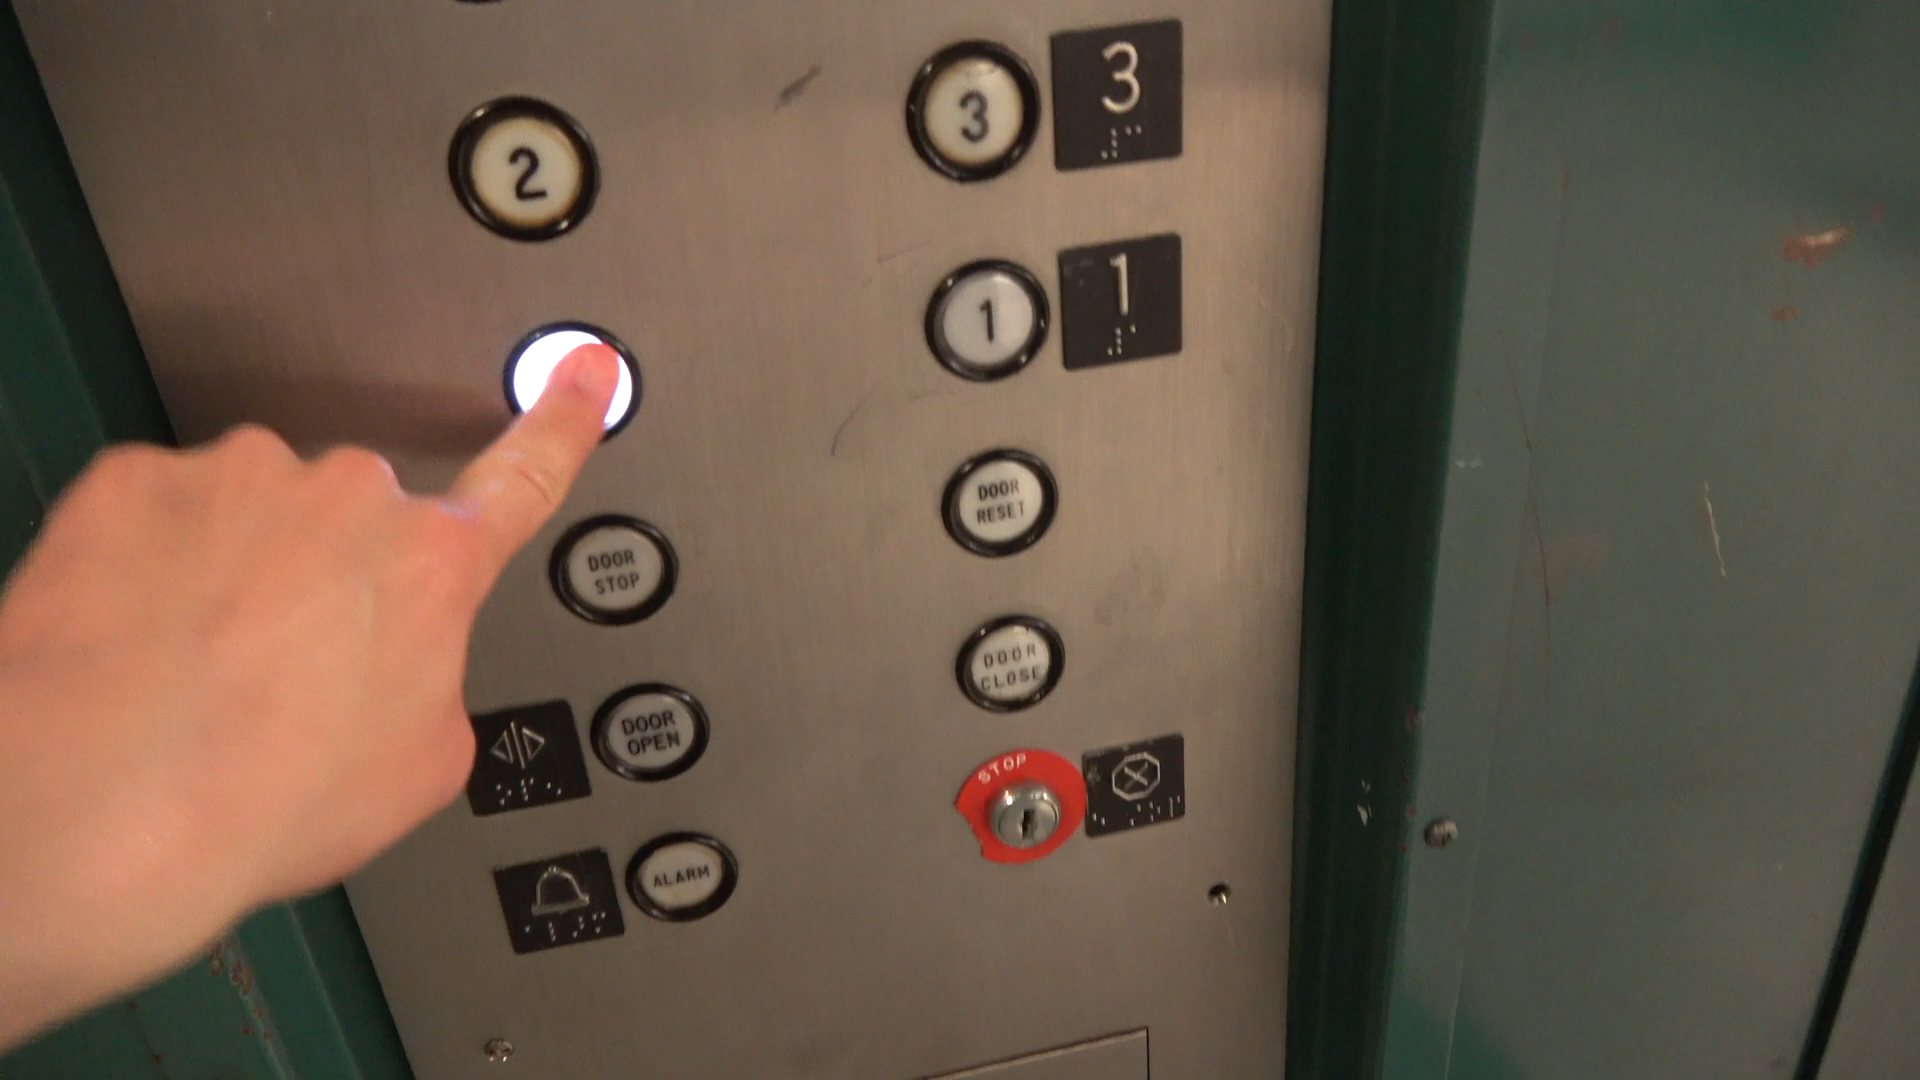 2
3
3
1
1
DOOR
RESET
DOOR
STOP
DOOR
CLOSE
DOOR
OPEN
STOP
ALARM